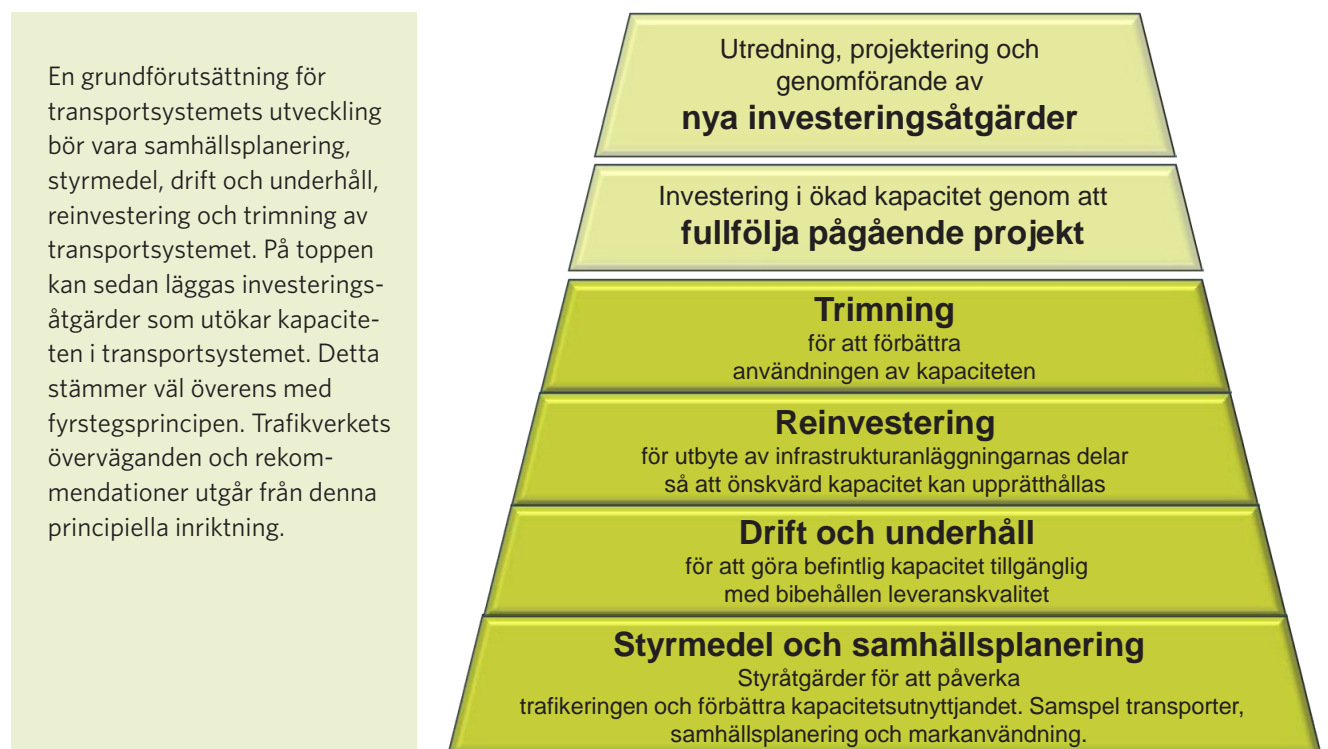 En grundförutsättning för
transportsystemets utveckling
bör vara samhällsplanering,
styrmedel, drift och underhåll,
reinvestering och trimning av
transportsystemet. På toppen
kan sedan läggas investerings-
åtgärder som utökar kapacite-
ten i transportsystemet. Detta
stämmer väl överens med
fyrstegsprincipen. Trafikverkets
överväganden och rekom-
mendationer utgår från denna
principiella inriktning.
Utredning, projektering och
genomförande av
nya investeringsåtgärder
Investering i ökad kapacitet genom att
fullfölja pågående projekt
Trimning
för att förbättra
användningen av kapaciteten
Reinvestering
för utbyte av infrastrukturanläggningarnas delar
så att önskvärd kapacitet kan upprätthållas
Drift och underhåll
för att göra befintlig kapacitet tillgänglig
med bibehållen leveranskvalitet
Styrmedel och samhällsplanering
Styråtgärder för att påverka
trafikeringen och förbättra kapacitetsutnyttjandet. Samspel transporter,
samhällsplanering och markanvändning.